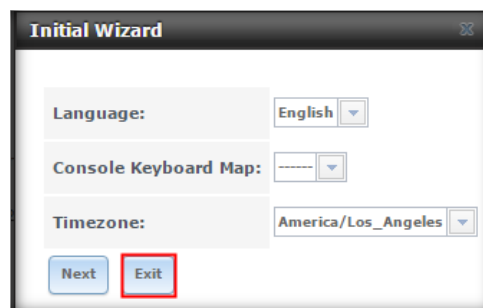 Initial Wizard
Language: English
Console Keyboard Map: ------
Timezone: America/Los_Angeles
Next Exit